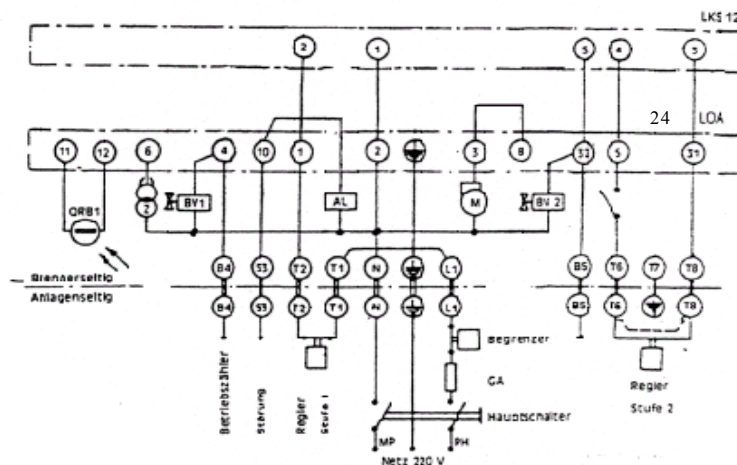 LKS 12
2 1 5 4 3
24 LOA
11 12 6 4 10 1 2 3 8 32 5 31
QRB1 Z BV1 AL M BV 2
B4 S3 T2 T1 N L1 B5 T6 T7 T8
Brennerseitig
Anlagenseitig
B4 S3 T2 T1 N L1 B5 T6 T8
Begrenzer
GA
Hauptschalter
Betriebszähler
Störung
Regler
Stufe 1
Regler
Stufe 2
MP PH
Netz 220 V